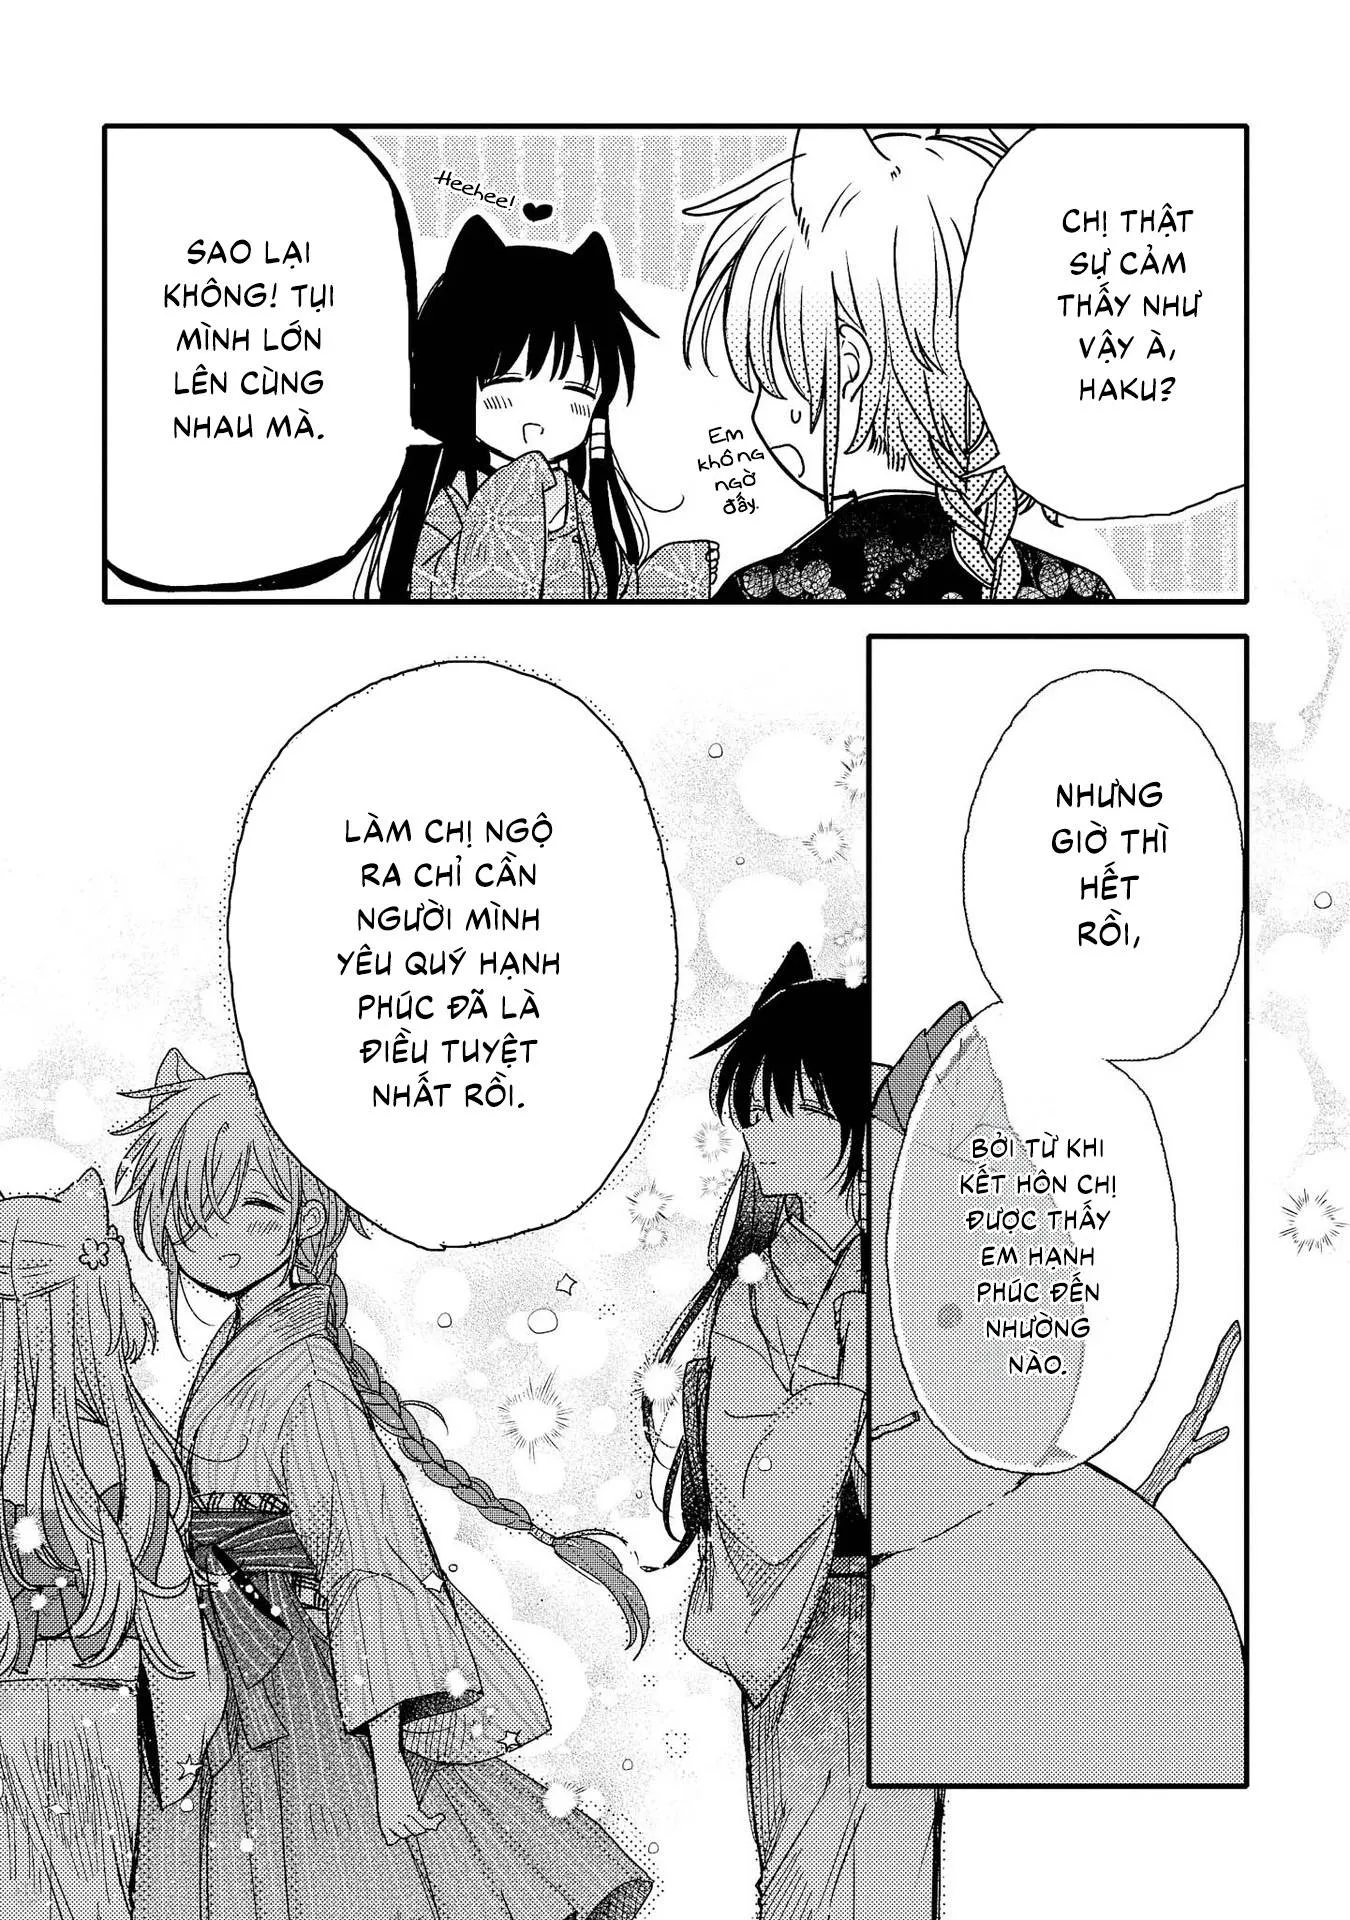 CHỊ THẬT
SỰ CẢM
THẤY NHƯ
VẬY À,
HAKU?
Em
không
ngờ
đấy.
Heehee!
SAO LẠI
KHÔNG! TỤI
MÌNH LỚN
LÊN CÙNG
NHAU MÀ.
NHƯNG
GIỜ THÌ
HẾT
RỒI,
BỞI TỪ KHI
KẾT HÔN CHỊ
ĐƯỢC THẤY
EM HẠNH
PHÚC ĐẾN
NHƯỜNG
NÀO.
LÀM CHỊ NGỘ
RA CHỈ CẦN
NGƯỜI MÌNH
YÊU QUÝ HẠNH
PHÚC ĐÃ LÀ
ĐIỀU TUYỆT
NHẤT RỒI.